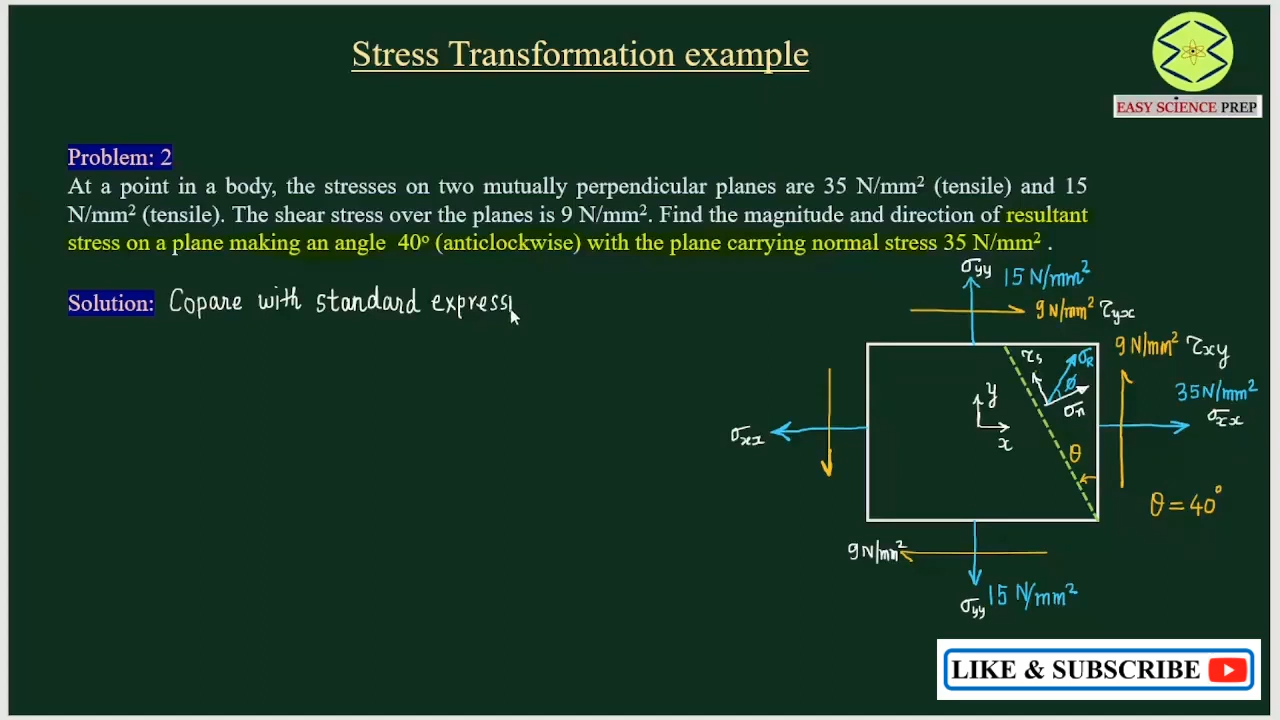 Stress Transformation example
EASY SCIENCE PREP
Problem: 2
At a point in a body, the stresses on two mutually perpendicular planes are 35 N/mm² (tensile) and 15
N/mm² (tensile). The shear stress over the planes is 9 N/mm². Find the magnitude and direction of resultant
stress on a plane making an angle 40° (anticlockwise) with the plane carrying normal stress 35 N/mm² .
Solution: Copare with standard expressi
σyy 15 N/mm²
9 N/mm² τyx
9 N/mm² τxy
τs σR
ϕ
35 N/mm²
σn
σxx
y
x
σxx
θ
θ = 40°
9 N/mm²
σyy 15 N/mm²
LIKE & SUBSCRIBE